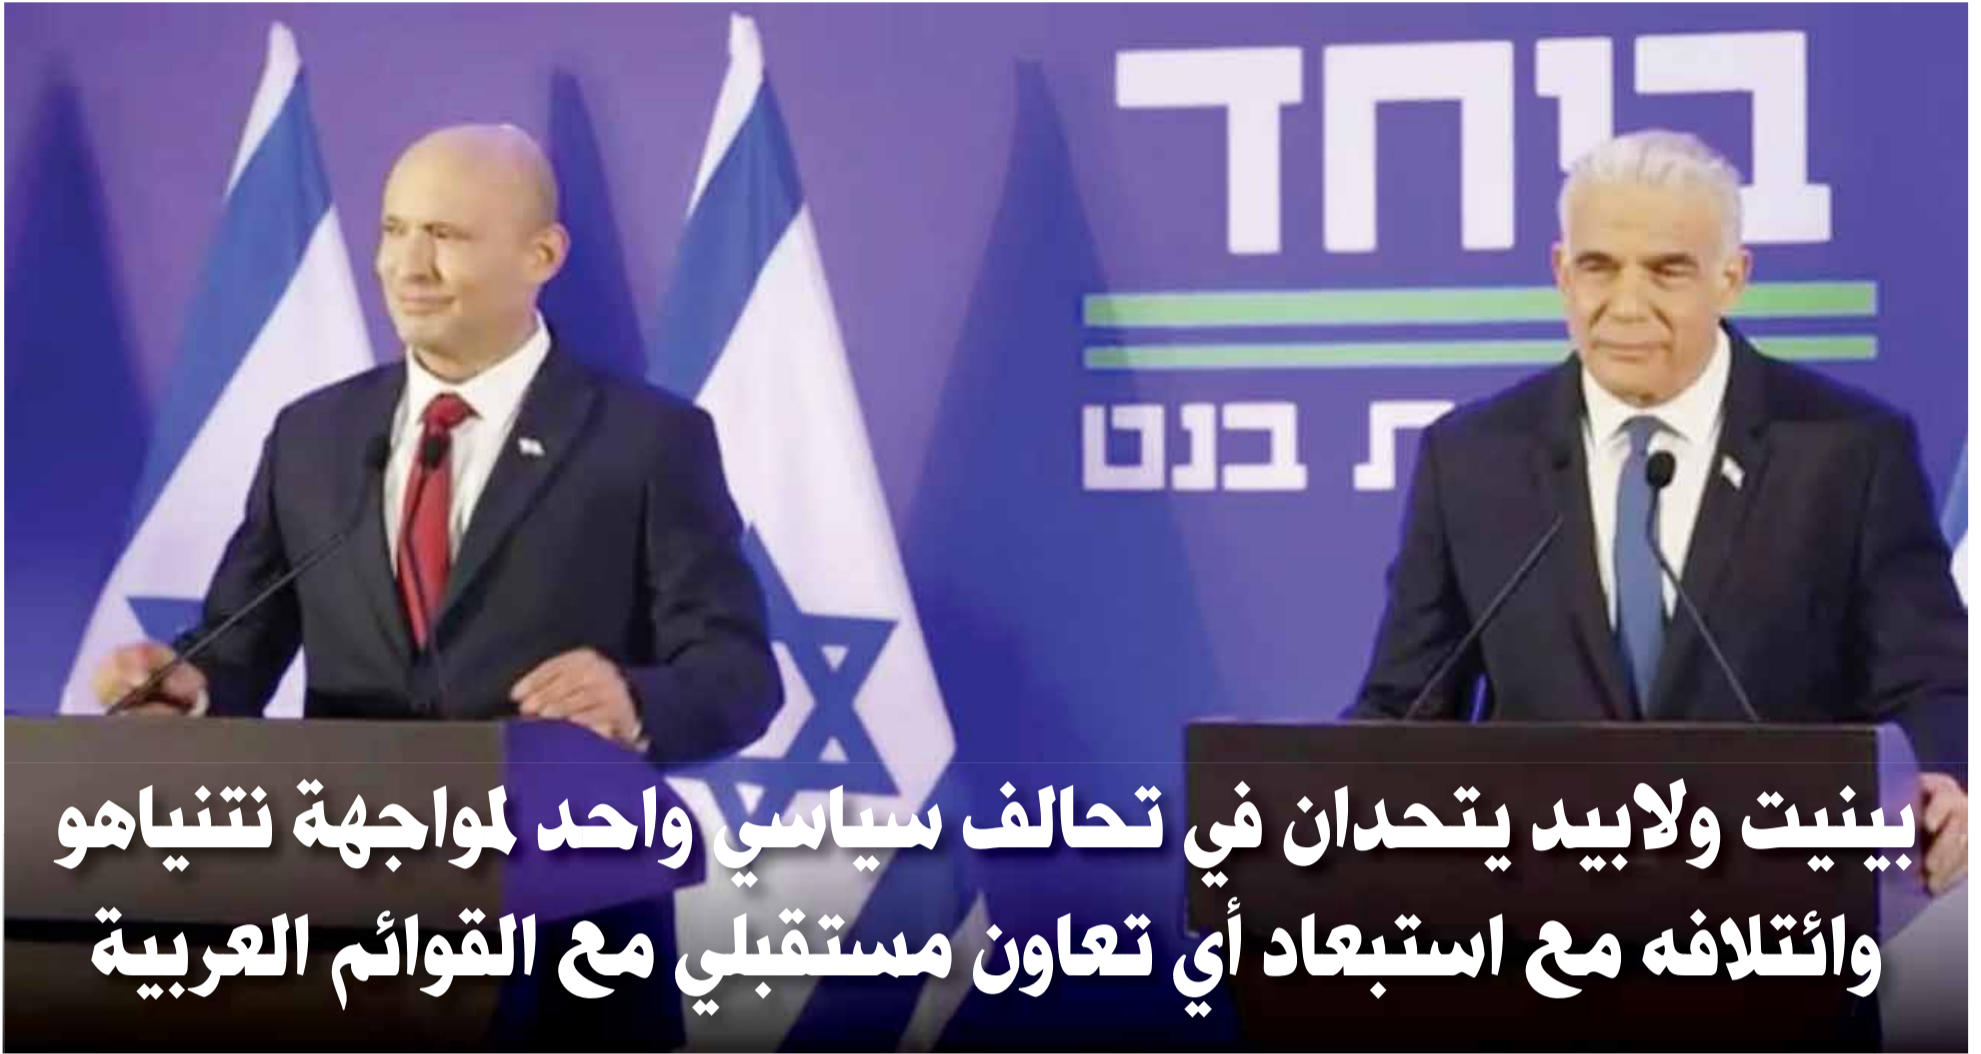 ביחד
ת בנט
بينيت ولابيد يتحدان في تحالف سياسي واحد لمواجهة نتنياهو
وائتلافه مع استبعاد أي تعاون مستقبلي مع القوائم العربية